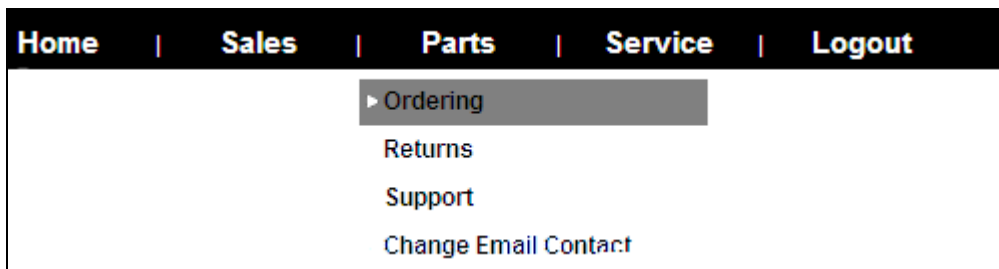 Home | Sales | Parts | Service | Logout
Ordering
Returns
Support
Change Email Contact